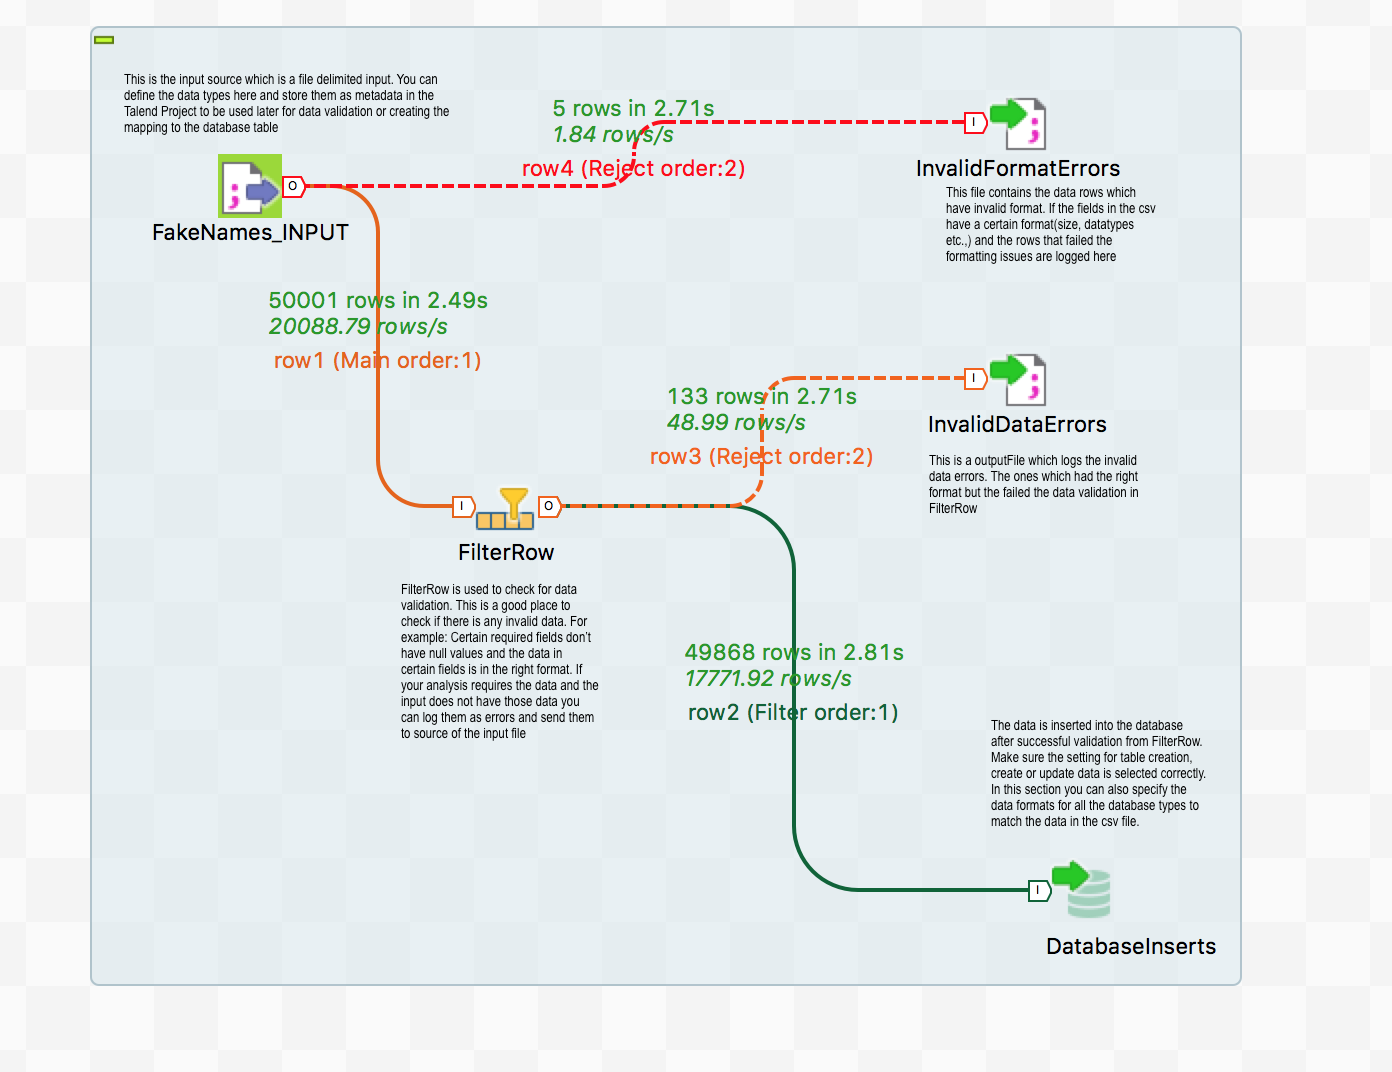 This is the input source which is a file delimited input. You can
define the data types here and store them as metadata in the
Talend Project to be used later for data validation or creating the
mapping to the database table
O
FakeNames_INPUT
5 rows in 2.71s
1.84 rows/s
row4 (Reject order:2)
I
;
InvalidFormatErrors
This file contains the data rows which
have invalid format. If the fields in the csv
have a certain format(size, datatypes
etc.,) and the rows that failed the
formatting issues are logged here
50001 rows in 2.49s
20088.79 rows/s
row1 (Main order:1)
133 rows in 2.71s
48.99 rows/s
row3 (Reject order:2)
I
;
InvalidDataErrors
This is a outputFile which logs the invalid
data errors. The ones which had the right
format but the failed the data validation in
FilterRow
I
O
FilterRow
FilterRow is used to check for data
validation. This is a good place to
check if there is any invalid data. For
example: Certain required fields don't
have null values and the data in
certain fields is in the right format. If
your analysis requires the data and the
input does not have those data you
can log them as errors and send them
to source of the input file
49868 rows in 2.81s
17771.92 rows/s
row2 (Filter order:1)
The data is inserted into the database
after successful validation from FilterRow.
Make sure the setting for table creation,
create or update data is selected correctly.
In this section you can also specify the
data formats for all the database types to
match the data in the csv file.
I
DatabaseInserts